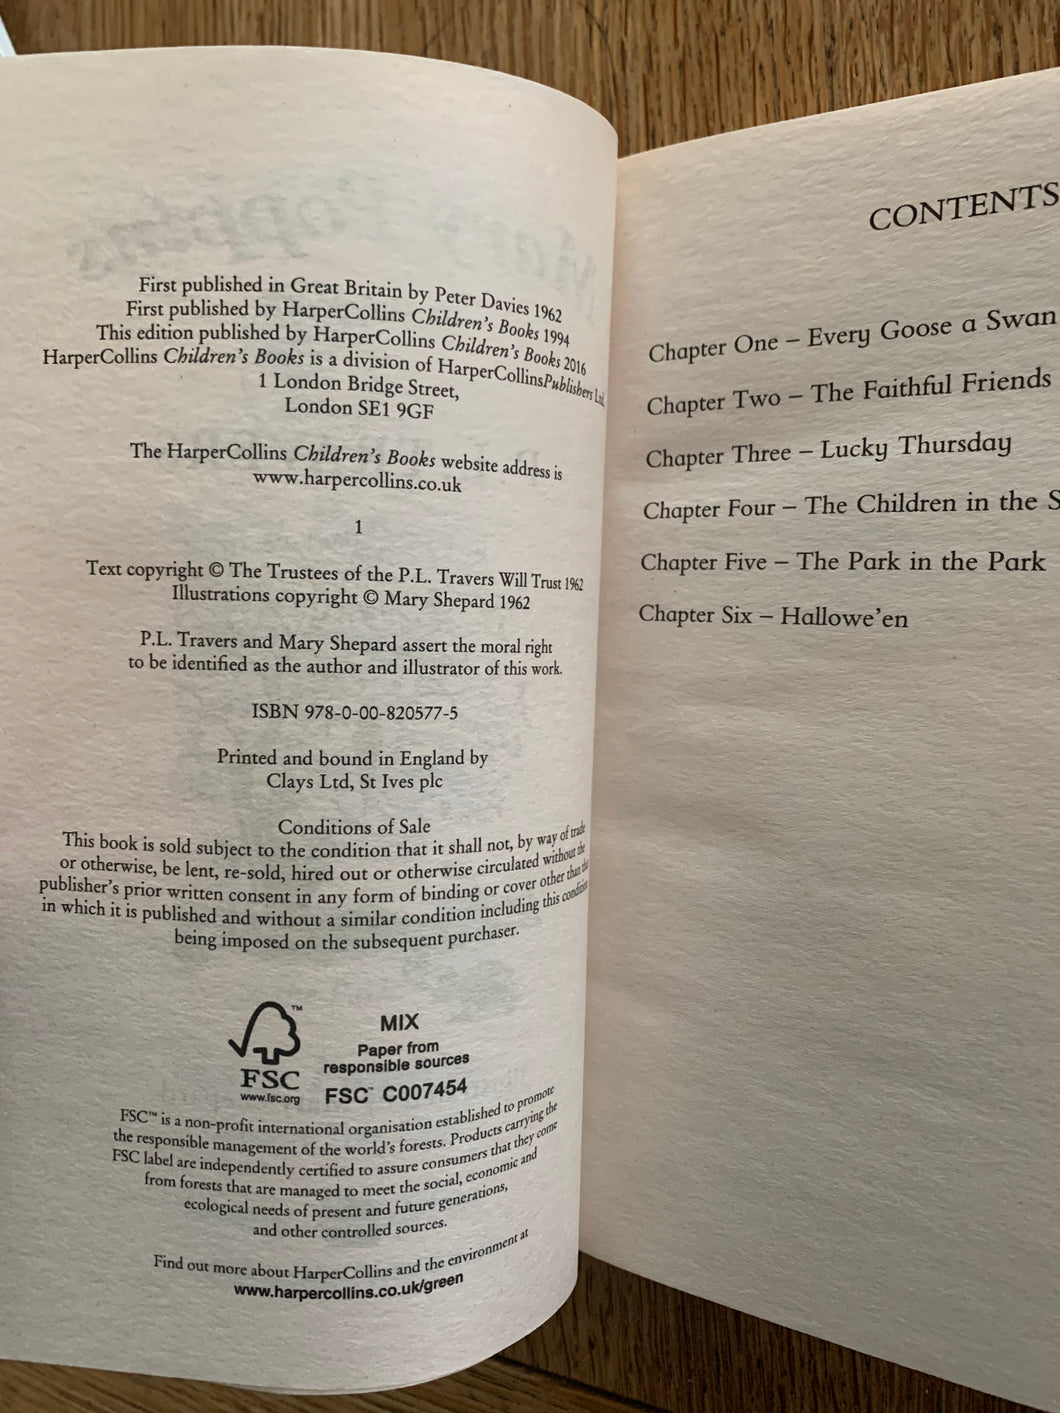 First published in Great Britain by Peter Davies 1962
First published by HarperCollins Children's Books 1994
This edition published by HarperCollins Children's Books 2016
HarperCollins Children's Books is a division of HarperCollinsPublishers Ltd,
1 London Bridge Street,
London SE1 9GF
The HarperCollins Children's Books website address is
www.harpercollins.co.uk
1
Text copyright © The Trustees of the P.L. Travers Will Trust 1962
Illustrations copyright © Mary Shepard 1962
P.L. Travers and Mary Shepard assert the moral right
to be identified as the author and illustrator of this work.
ISBN 978-0-00-820577-5
Printed and bound in England by
Clays Ltd, St Ives plc
Conditions of Sale
This book is sold subject to the condition that it shall not, by way of trade
or otherwise, be lent, re-sold, hired out or otherwise circulated without the
publisher's prior written consent in any form of binding or cover other than that
in which it is published and without a similar condition including this condition
being imposed on the subsequent purchaser.
FSC
www.fsc.org
MIX
Paper from
responsible sources
FSC™ C007454
FSC™ is a non-profit international organisation established to promote
the responsible management of the world's forests. Products carrying the
FSC label are independently certified to assure consumers that they come
from forests that are managed to meet the social, economic and
ecological needs of present and future generations,
and other controlled sources.
Find out more about HarperCollins and the environment at
www.harpercollins.co.uk/green
CONTENTS
Chapter One – Every Goose a Swan
Chapter Two – The Faithful Friends
Chapter Three – Lucky Thursday
Chapter Four – The Children in the S
Chapter Five – The Park in the Park
Chapter Six – Hallowe'en